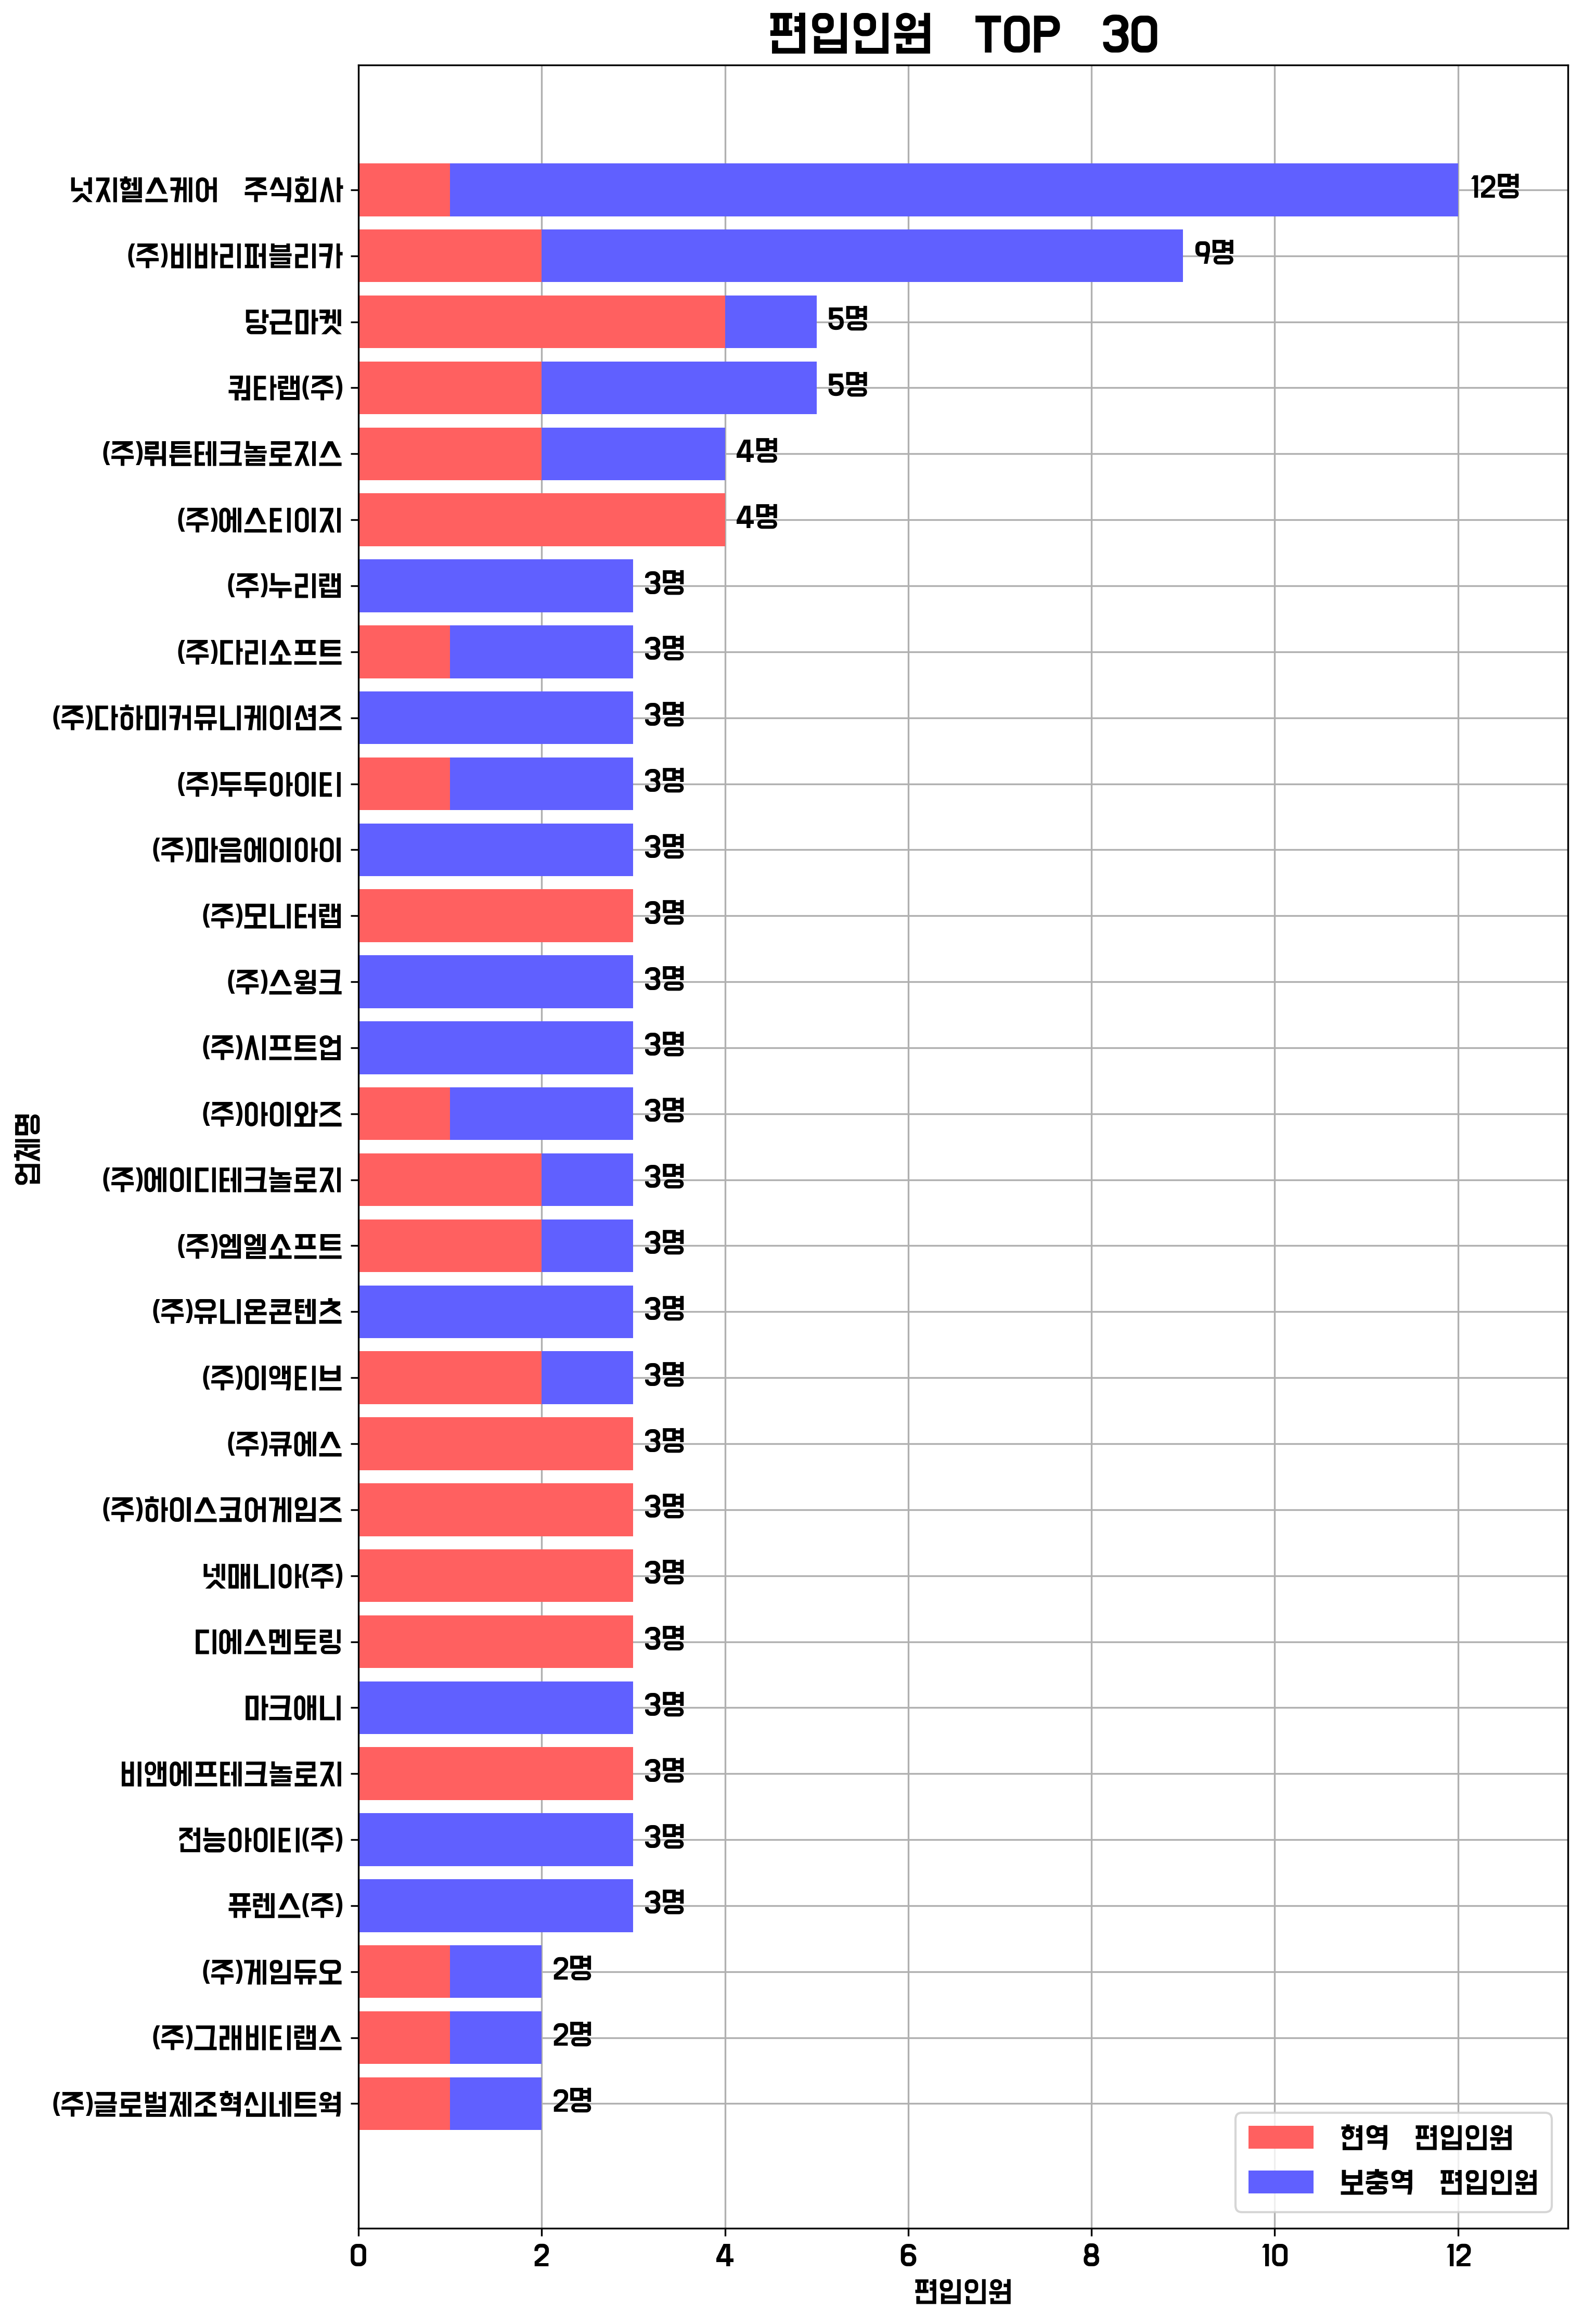 편입인원 TOP 30
넛지헬스케어 주식회사
12명
(주)비바리퍼블리카
9명
당근마켓
5명
쿼타랩(주)
5명
(주)뤼튼테크놀로지스
4명
(주)에스티이지
4명
(주)누리랩
3명
(주)다리소프트
3명
(주)다하미커뮤니케이션즈
3명
(주)두두아이티
3명
(주)마음에이아이
3명
(주)모니터랩
3명
(주)스윙크
3명
(주)시프트업
3명
(주)아이와즈
3명
(주)에이디테크놀로지
3명
(주)엠엘소프트
3명
(주)유니온콘텐츠
3명
(주)이액티브
3명
(주)큐에스
3명
(주)하이스코어게임즈
3명
넷매니아(주)
3명
디에스멘토링
3명
마크애니
3명
비앤에프테크놀로지
3명
전능아이티(주)
3명
퓨렌스(주)
3명
(주)게임듀오
2명
(주)그래비티랩스
2명
(주)글로벌제조혁신네트웍
2명
업체명
현역 편입인원
보충역 편입인원
0 2 4 6 8 10 12
편입인원